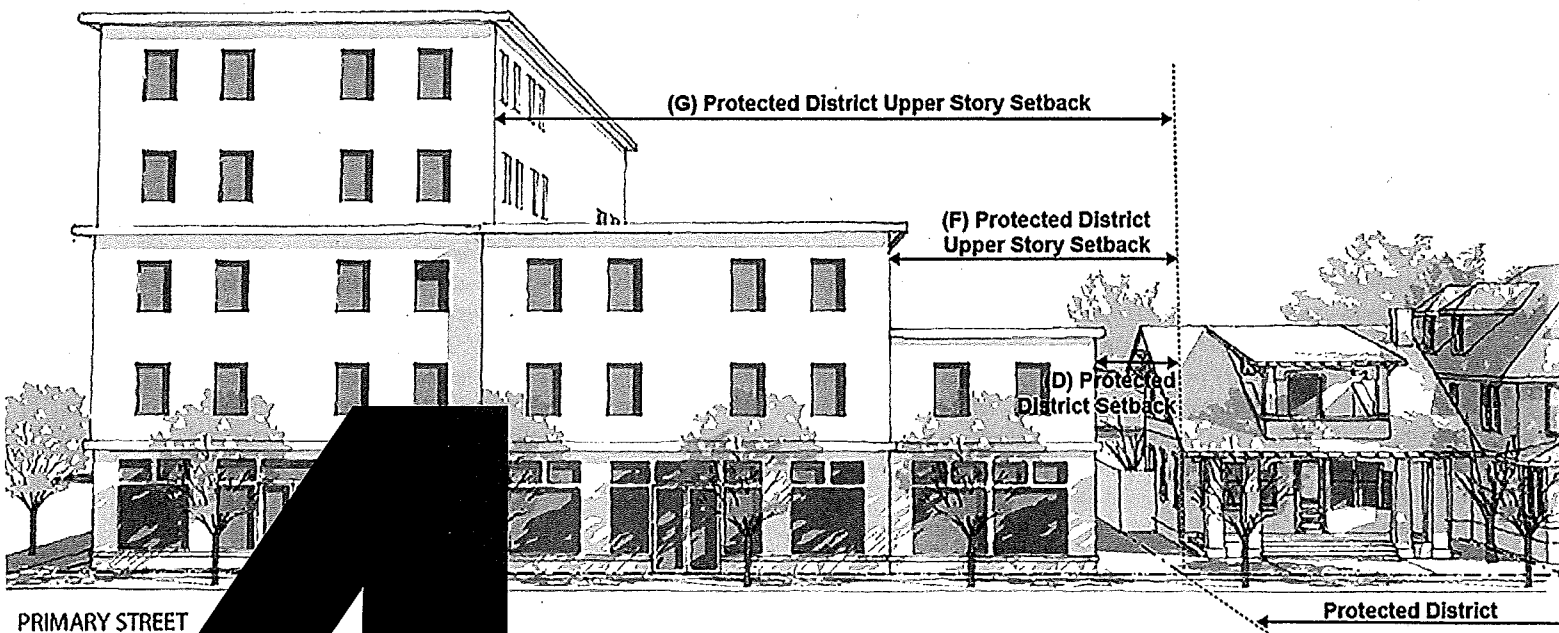 (G) Protected District Upper Story Setback
(F) Protected District
Upper Story Setback
(D) Protected
District Setback
PRIMARY STREET
Protected District